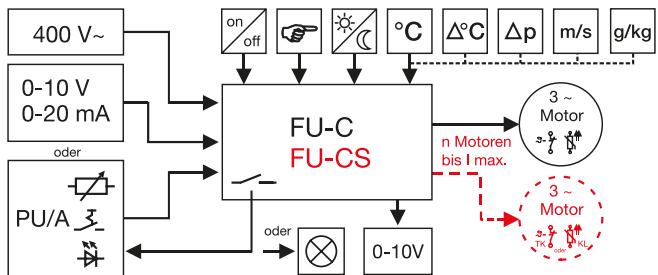 on
off
°C
Δ°C
Δp
m/s
g/kg
400 V~
0-10 V
0-20 mA
oder
PU/A
FU-C
FU-CS
oder
0-10V
n Motoren
bis I max.
3 ~
Motor
3 ~
Motor
TK oder KL